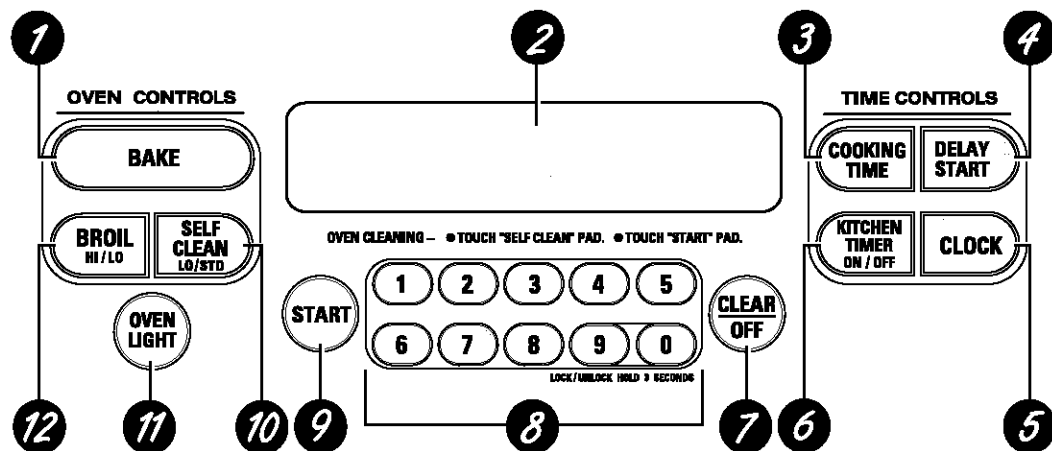 1
2
3
4
OVEN CONTROLS
TIME CONTROLS
BAKE
COOKING
TIME
DELAY
START
BROIL
HI / LO
SELF
CLEAN
LO/STD
KITCHEN
TIMER
ON / OFF
CLOCK
OVEN CLEANING – ● TOUCH "SELF CLEAN" PAD. ● TOUCH "START" PAD.
OVEN
LIGHT
START
1 2 3 4 5
6 7 8 9 0
LOCK/UNLOCK HOLD 3 SECONDS
CLEAR
OFF
12
11
10
9
8
7
6
5